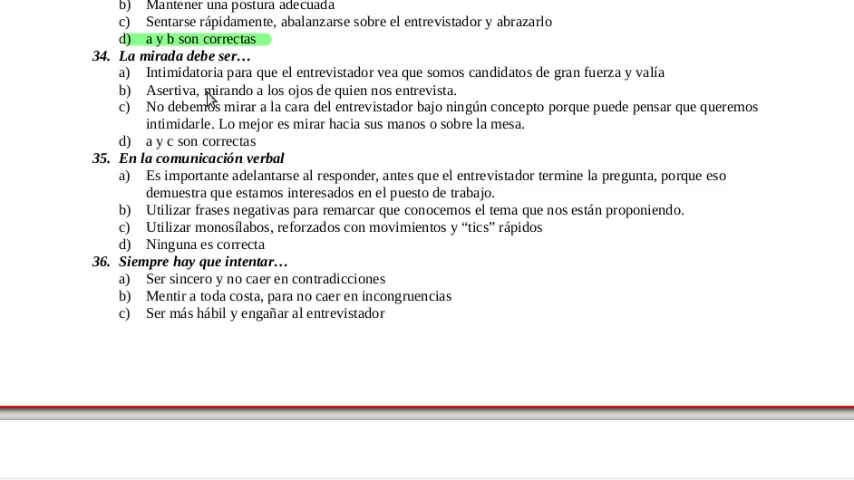 b) Mantener una postura adecuada
c) Sentarse rápidamente, abalanzarse sobre el entrevistador y abrazarlo
d) a y b son correctas
34. La mirada debe ser…
a) Intimidatoria para que el entrevistador vea que somos candidatos de gran fuerza y valía
b) Asertiva, mirando a los ojos de quien nos entrevista.
c) No debemos mirar a la cara del entrevistador bajo ningún concepto porque puede pensar que queremos
intimidarle. Lo mejor es mirar hacia sus manos o sobre la mesa.
d) a y c son correctas
35. En la comunicación verbal
a) Es importante adelantarse al responder, antes que el entrevistador termine la pregunta, porque eso
demuestra que estamos interesados en el puesto de trabajo.
b) Utilizar frases negativas para remarcar que conocemos el tema que nos están proponiendo.
c) Utilizar monosílabos, reforzados con movimientos y “tics” rápidos
d) Ninguna es correcta
36. Siempre hay que intentar…
a) Ser sincero y no caer en contradicciones
b) Mentir a toda costa, para no caer en incongruencias
c) Ser más hábil y engañar al entrevistador